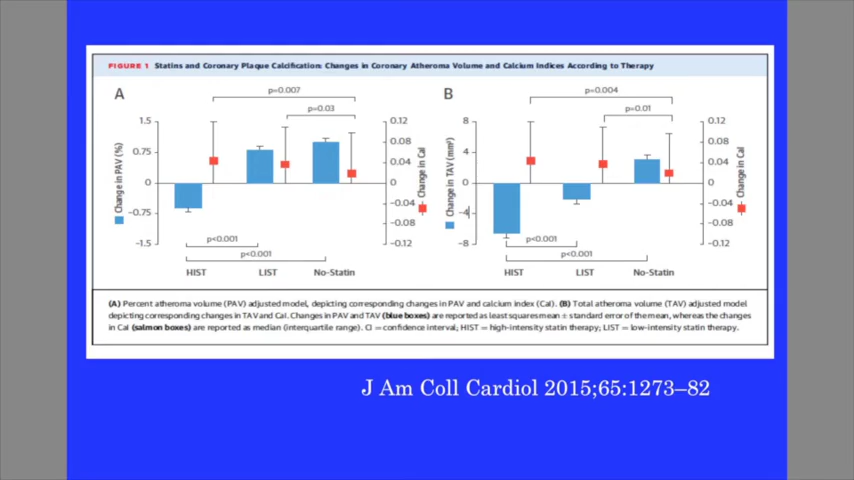 FIGURE 1 Statins and Coronary Plaque Calcification: Changes in Coronary Atheroma Volume and Calcium Indices According to Therapy
A
p=0.007
p=0.03
1.5
0.75
0
-0.75
-1.5
Change in PAV (%)
0.12
0.08
0.04
0
-0.04
-0.08
-0.12
Change in CaI
p<0.001
p<0.001
HIST LIST No-Statin
B
p=0.004
p=0.01
8
4
0
-4
-8
Change in TAV (mm³)
0.12
0.08
0.04
0
-0.04
-0.08
-0.12
Change in CaI
p<0.001
p<0.001
HIST LIST No-Statin
(A) Percent atheroma volume (PAV) adjusted model, depicting corresponding changes in PAV and calcium index (CaI). (B) Total atheroma volume (TAV) adjusted model
depicting corresponding changes in TAV and CaI. Changes in PAV and TAV (blue boxes) are reported as least squares mean ± standard error of the mean, whereas the changes
in CaI (salmon boxes) are reported as median (interquartile range). CI = confidence interval; HIST = high-intensity statin therapy; LIST = low-intensity statin therapy.
J Am Coll Cardiol 2015;65:1273–82